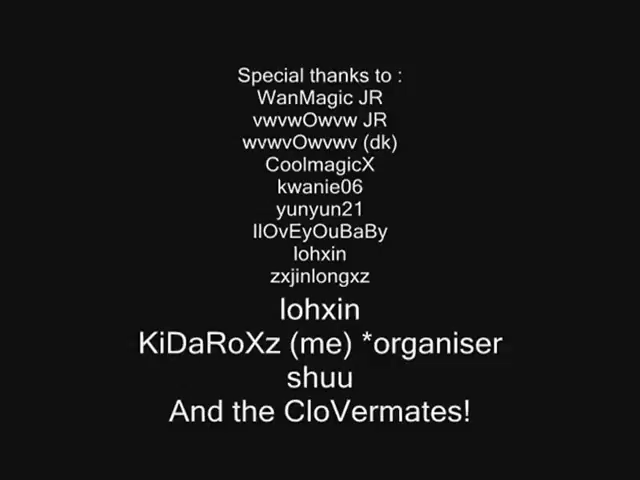 Special thanks to :
WanMagic JR
vwvwOwvw JR
wvwvOwvwv (dk)
CoolmagicX
kwanie06
yunyun21
IlOvEyOuBaBy
lohxin
zxjinlongxz
lohxin
KiDaRoXz (me) *organiser
shuu
And the CloVermates!